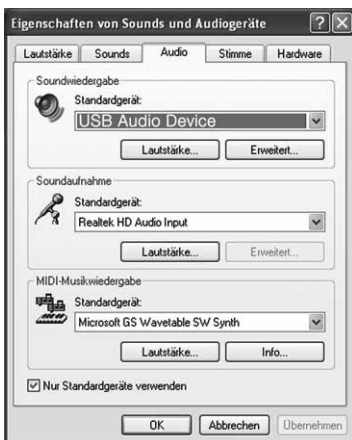 Eigenschaften von Sounds und Audiogeräte
Lautstärke Sounds Audio Stimme Hardware
Soundwiedergabe
Standardgerät:
USB Audio Device
Lautstärke... Erweitert...
Soundaufnahme
Standardgerät:
Realtek HD Audio Input
Lautstärke... Erweitert...
MIDI-Musikwiedergabe
Standardgerät:
Microsoft GS Wavetable SW Synth
Lautstärke... Info...
Nur Standardgeräte verwenden
OK Abbrechen Übernehmen